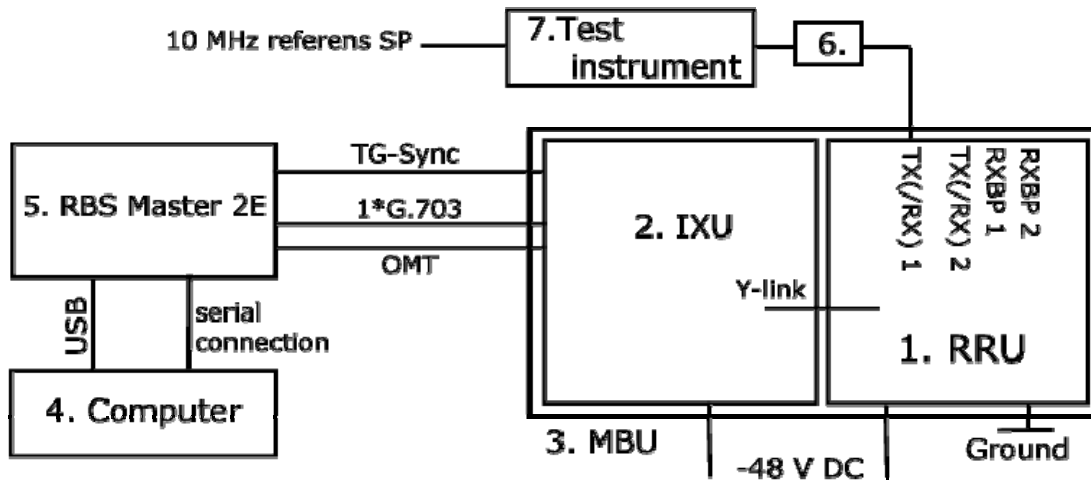 10 MHz referens SP
7.Test
instrument
6.
TG-Sync
5. RBS Master 2E
1*G.703
OMT
2. IXU
TX(/RX) 1
TX(/RX) 2
RXBP 1
RXBP 2
Y-link
1. RRU
USB
serial
connection
4. Computer
3. MBU
-48 V DC
Ground